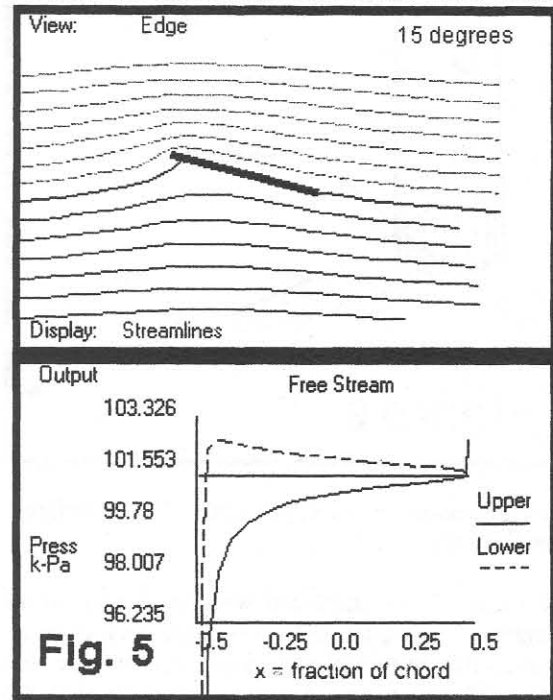 View: Edge 15 degrees
Display: Streamlines
Output Free Stream
103.326
101.553
99.78
Upper
Press
k-Pa
98.007
Lower
96.235
-0.5 -0.25 0.0 0.25 0.5
Fig. 5
x = fraction of chord